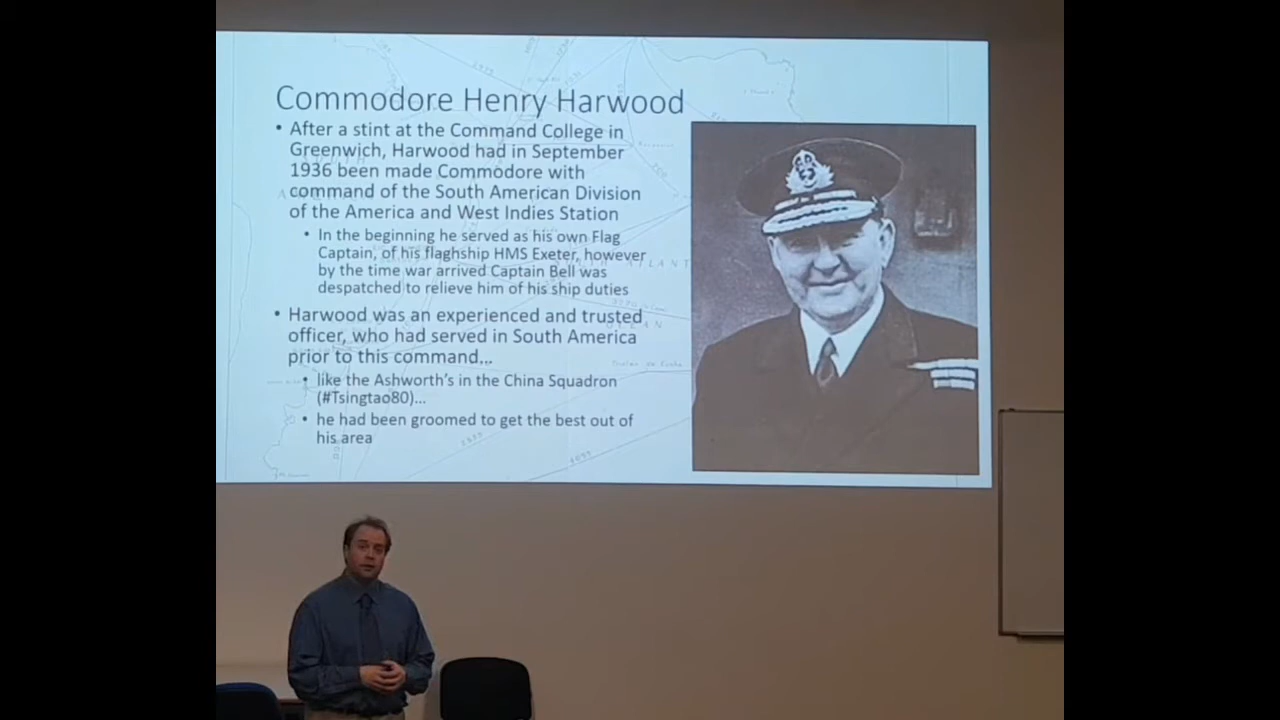 Commodore Henry Harwood
• After a stint at the Command College in
Greenwich, Harwood had in September
1936 been made Commodore with
command of the South American Division
of the America and West Indies Station
• In the beginning he served as his own Flag
Captain, of his flaghship HMS Exeter, however
by the time war arrived Captain Bell was
despatched to relieve him of his ship duties
• Harwood was an experienced and trusted
officer, who had served in South America
prior to this command...
• like the Ashworth's in the China Squadron
(#Tsingtao80)...
• he had been groomed to get the best out of
his area